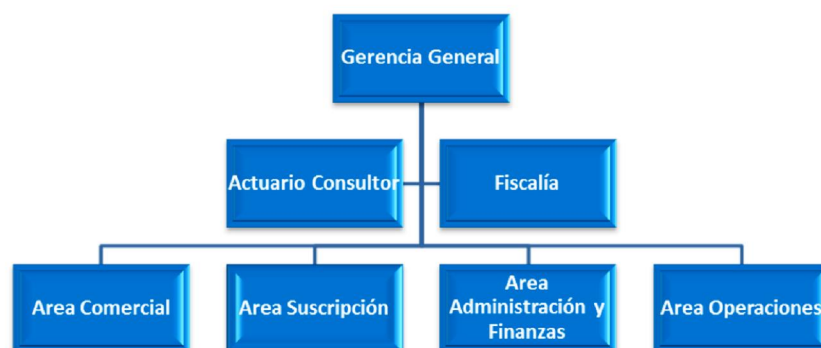 Gerencia General
Actuario Consultor
Fiscalía
Area Comercial
Area Suscripción
Area
Administración y
Finanzas
Area Operaciones